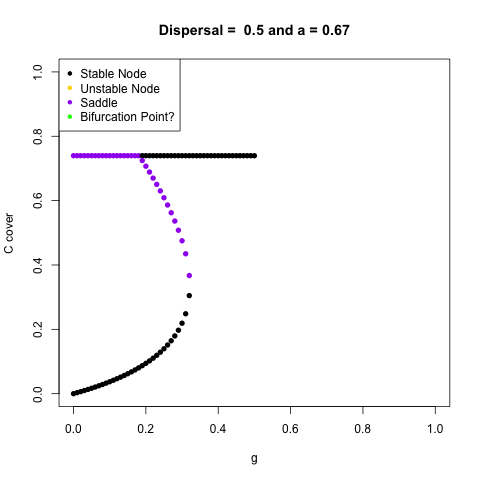 Dispersal =  0.5 and a = 0.67
Stable Node
Unstable Node
Saddle
Bifurcation Point?
C cover
1.0
0.8
0.6
0.4
0.2
0.0
0.0 0.2 0.4 0.6 0.8 1.0
g